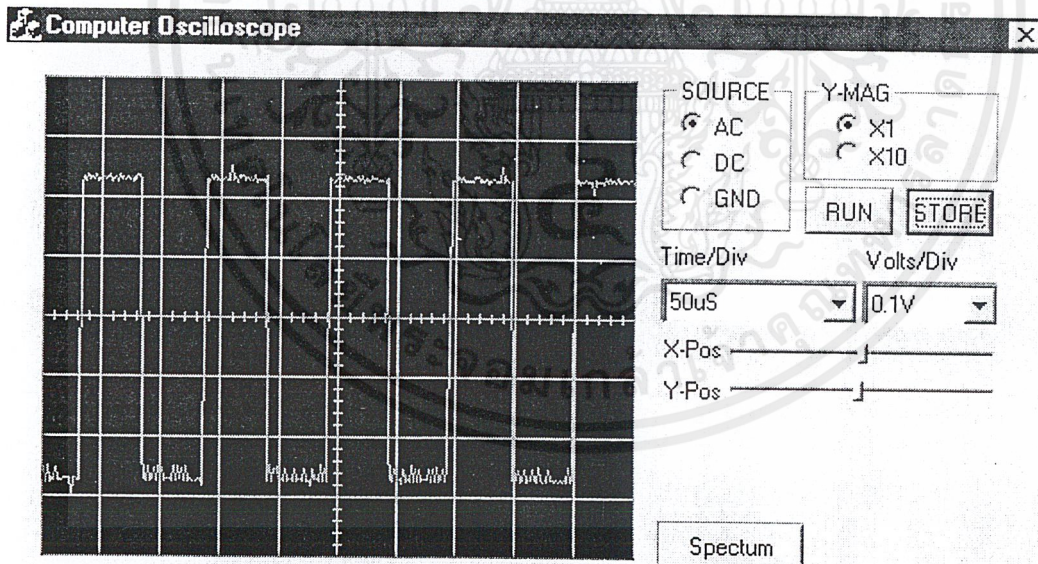 Computer Oscilloscope
SOURCE
AC
DC
GND
Y-MAG
X1
X10
RUN
STORE
Time/Div
Volts/Div
50uS
0.1V
X-Pos
Y-Pos
Spectum